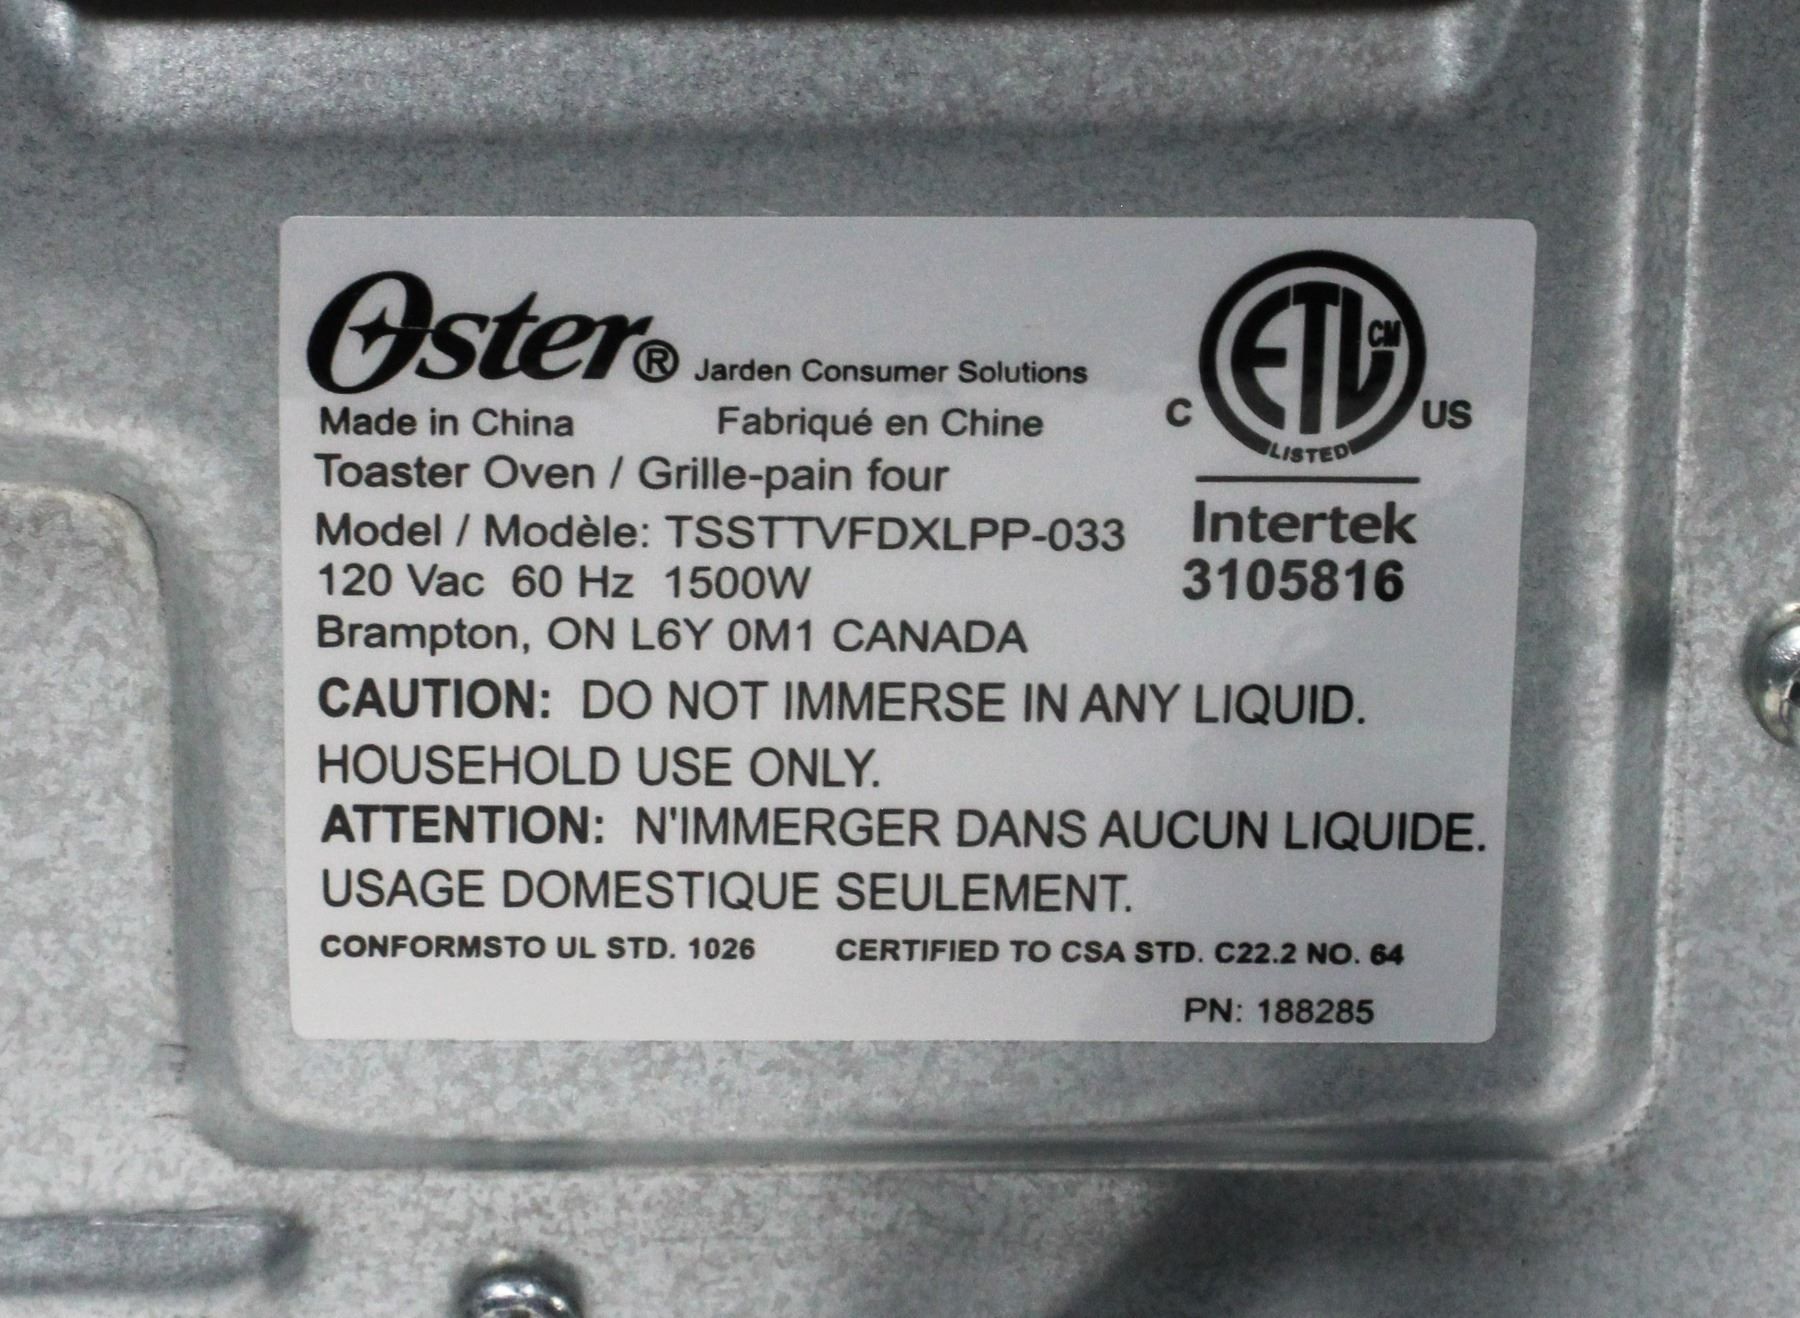 Oster® Jarden Consumer Solutions
Made in China Fabriqué en Chine
Toaster Oven / Grille-pain four
Model / Modèle: TSSTTVFDXLPP-033
120 Vac 60 Hz 1500W
Brampton, ON L6Y 0M1 CANADA
ETL CM
LISTED
C US
Intertek
3105816
CAUTION: DO NOT IMMERSE IN ANY LIQUID.
HOUSEHOLD USE ONLY.
ATTENTION: N'IMMERGER DANS AUCUN LIQUIDE.
USAGE DOMESTIQUE SEULEMENT.
CONFORMSTO UL STD. 1026 CERTIFIED TO CSA STD. C22.2 NO. 64
PN: 188285